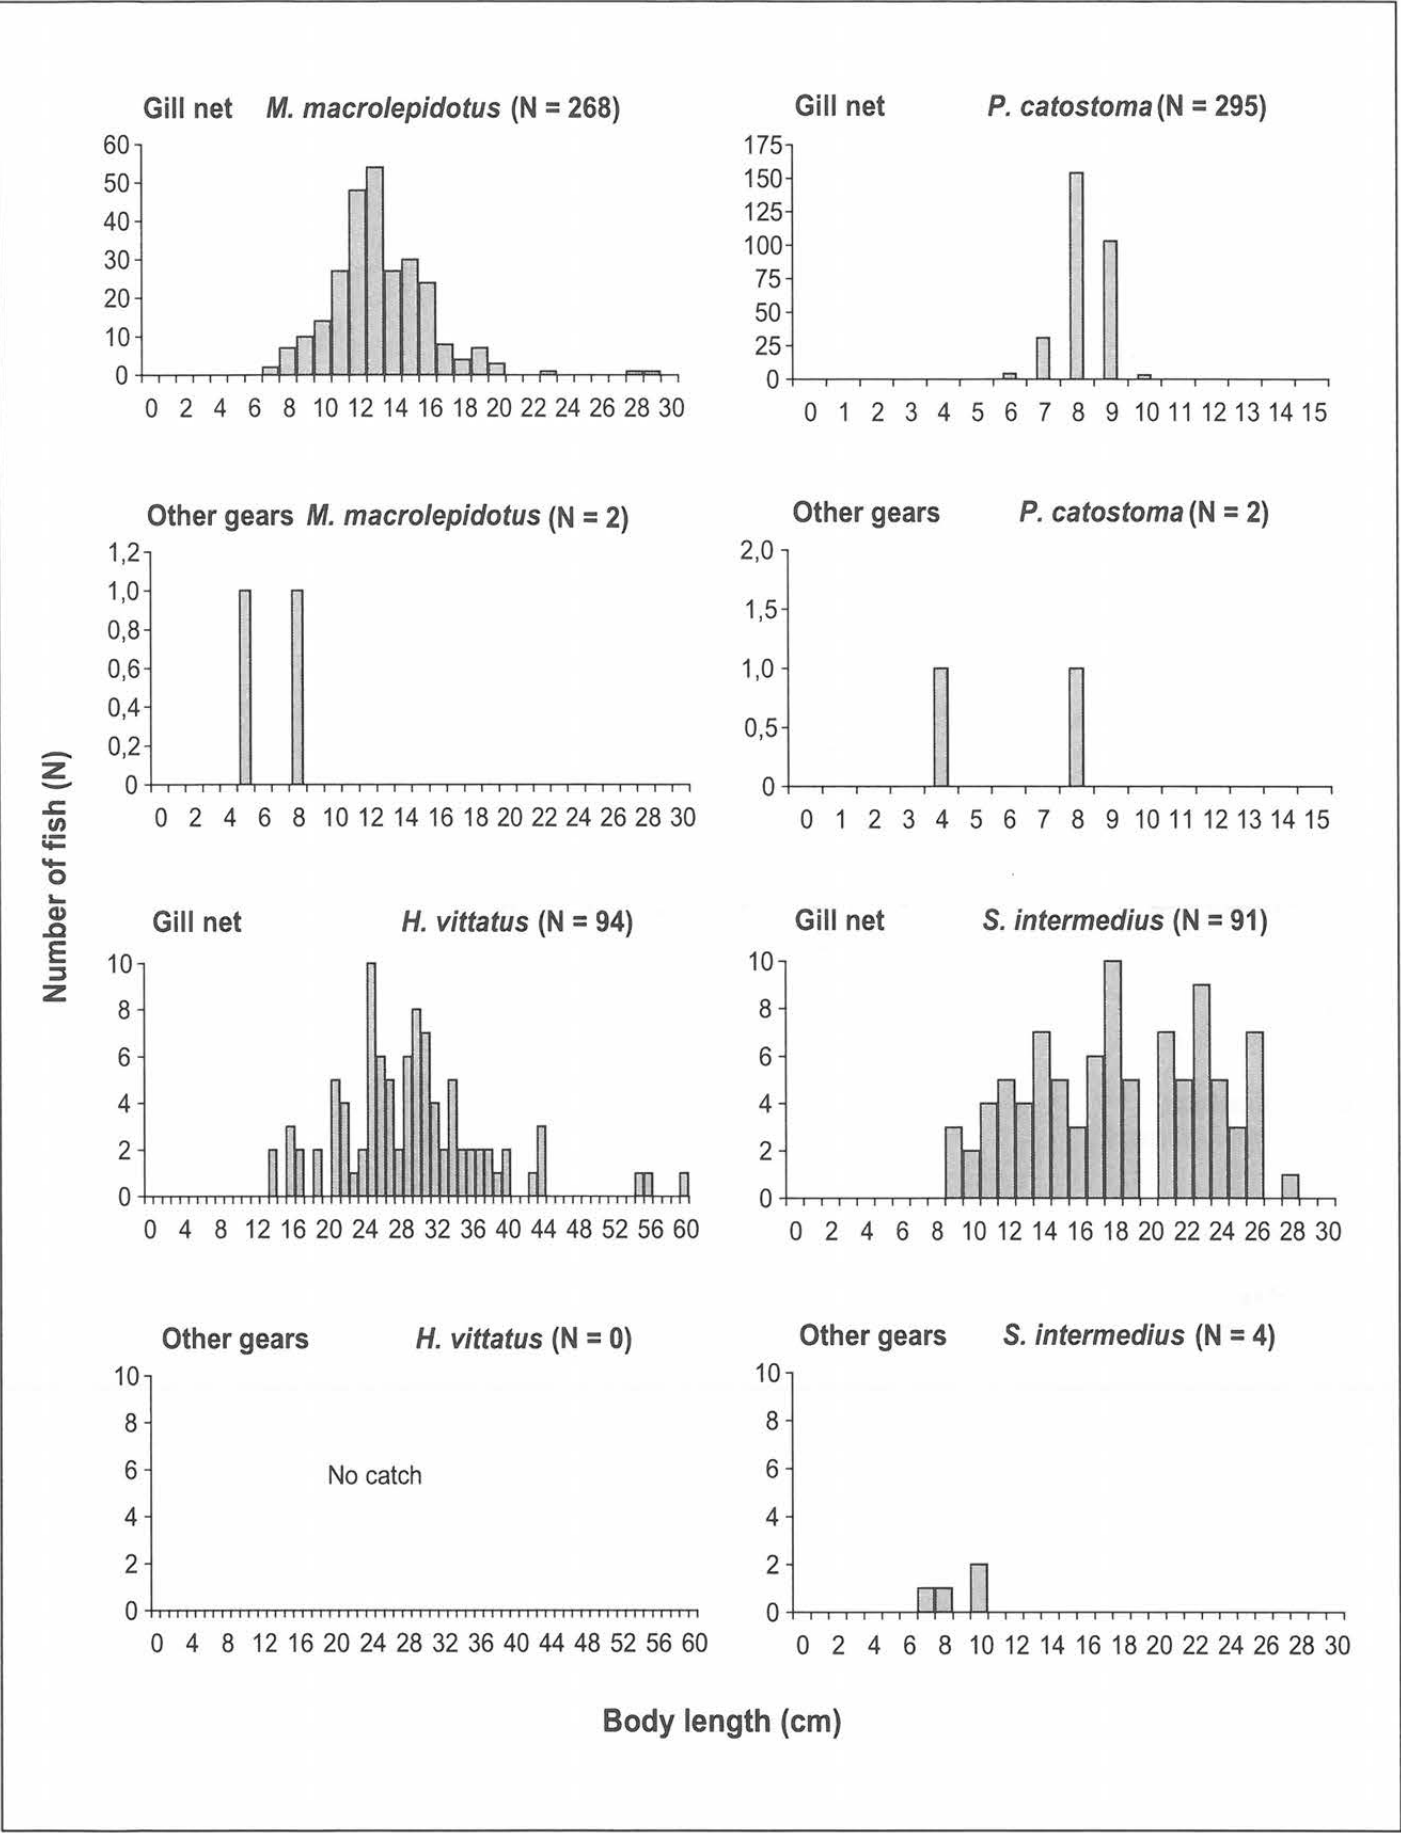 Gill net M. macrolepidotus (N = 268)
60
50
40
30
20
10
0
0 2 4 6 8 10 12 14 16 18 20 22 24 26 28 30
Gill net P. catostoma (N = 295)
175
150
125
100
75
50
25
0
0 1 2 3 4 5 6 7 8 9 10 11 12 13 14 15
Other gears M. macrolepidotus (N = 2)
1,2
1,0
0,8
0,6
0,4
0,2
0
0 2 4 6 8 10 12 14 16 18 20 22 24 26 28 30
Other gears P. catostoma (N = 2)
2,0
1,5
1,0
0,5
0
0 1 2 3 4 5 6 7 8 9 10 11 12 13 14 15
Number of fish (N)
Gill net H. vittatus (N = 94)
10
8
6
4
2
0
0 4 8 12 16 20 24 28 32 36 40 44 48 52 56 60
Gill net S. intermedius (N = 91)
10
8
6
4
2
0
0 2 4 6 8 10 12 14 16 18 20 22 24 26 28 30
Other gears H. vittatus (N = 0)
10
8
6
4
2
0
No catch
0 4 8 12 16 20 24 28 32 36 40 44 48 52 56 60
Other gears S. intermedius (N = 4)
10
8
6
4
2
0
0 2 4 6 8 10 12 14 16 18 20 22 24 26 28 30
Body length (cm)